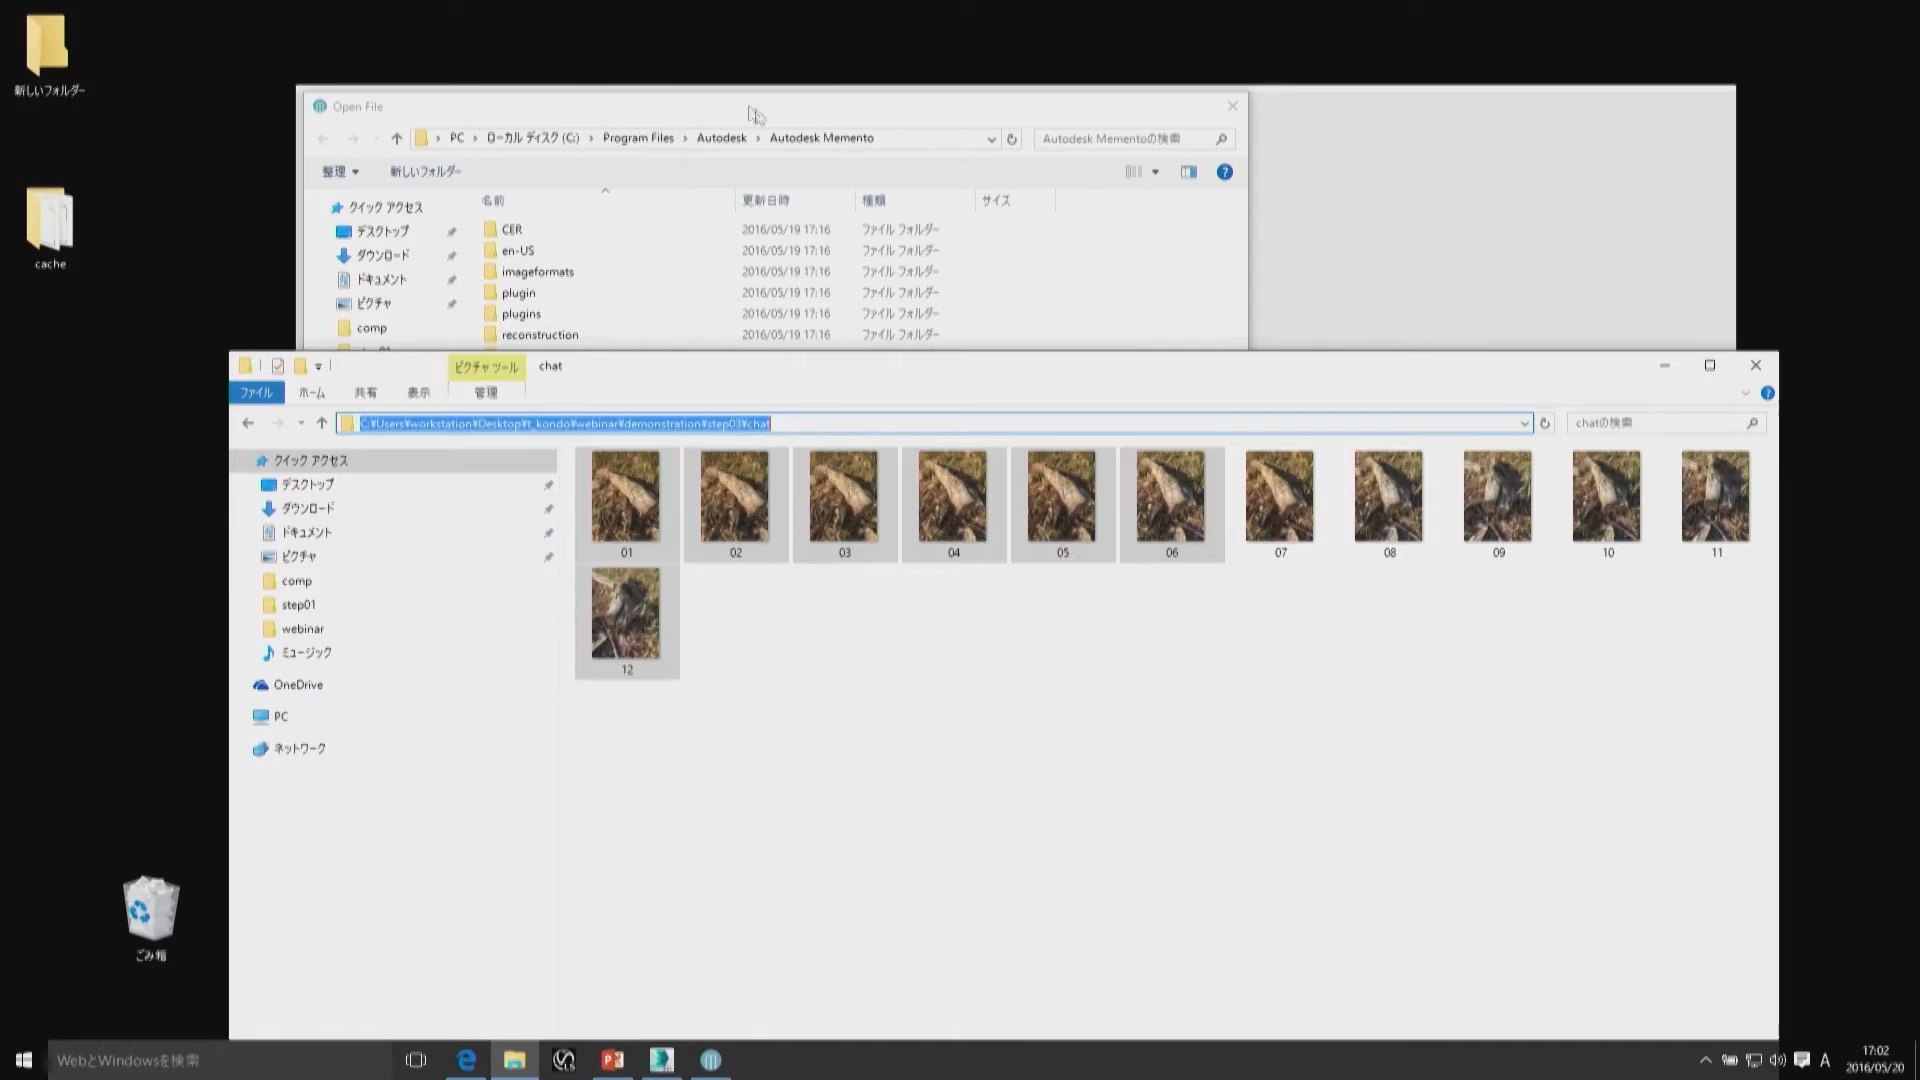 新しいフォルダー
cache
Open File
PC › ローカル ディスク (C:) › Program Files › Autodesk › Autodesk Memento
Autodesk Mementoの検索
整理
新しいフォルダー
名前 更新日時 種類 サイズ
クイック アクセス
デスクトップ
ダウンロード
ドキュメント
ピクチャ
comp
CER 2016/05/19 17:16 ファイル フォルダー
en-US 2016/05/19 17:16 ファイル フォルダー
imageformats 2016/05/19 17:16 ファイル フォルダー
plugin 2016/05/19 17:16 ファイル フォルダー
plugins 2016/05/19 17:16 ファイル フォルダー
reconstruction 2016/05/19 17:16 ファイル フォルダー
ピクチャ ツール chat
ファイル ホーム 共有 表示 管理
C:¥Users¥workstation¥Desktop¥t_kondo¥webinar¥demonstration¥step03¥chat
chatの検索
クイック アクセス
デスクトップ
ダウンロード
ドキュメント
ピクチャ
comp
step01
webinar
ミュージック
OneDrive
PC
ネットワーク
01 02 03 04 05 06 07 08 09 10 11
12
ごみ箱
WebとWindowsを検索
A
17:02
2016/05/20